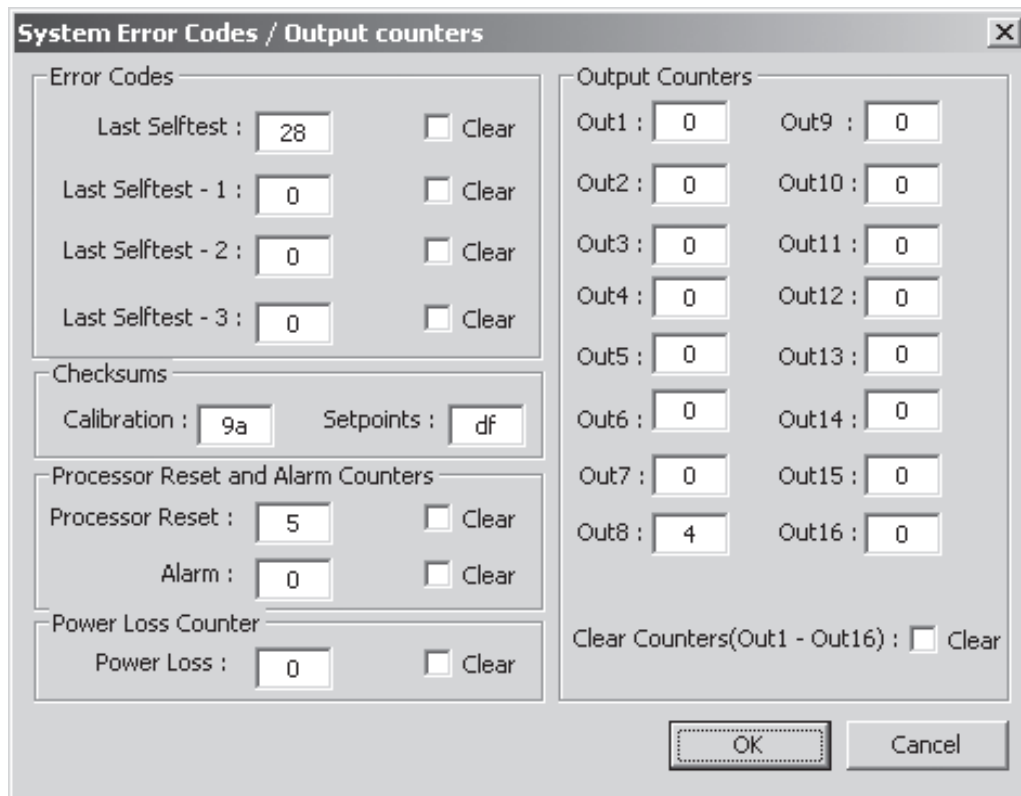 System Error Codes / Output counters
Error Codes
Last Selftest : 28 Clear
Last Selftest - 1 : 0 Clear
Last Selftest - 2 : 0 Clear
Last Selftest - 3 : 0 Clear
Checksums
Calibration : 9a Setpoints : df
Processor Reset and Alarm Counters
Processor Reset : 5 Clear
Alarm : 0 Clear
Power Loss Counter
Power Loss : 0 Clear
Output Counters
Out1 : 0 Out9 : 0
Out2 : 0 Out10 : 0
Out3 : 0 Out11 : 0
Out4 : 0 Out12 : 0
Out5 : 0 Out13 : 0
Out6 : 0 Out14 : 0
Out7 : 0 Out15 : 0
Out8 : 4 Out16 : 0
Clear Counters(Out1 - Out16) : Clear
OK Cancel